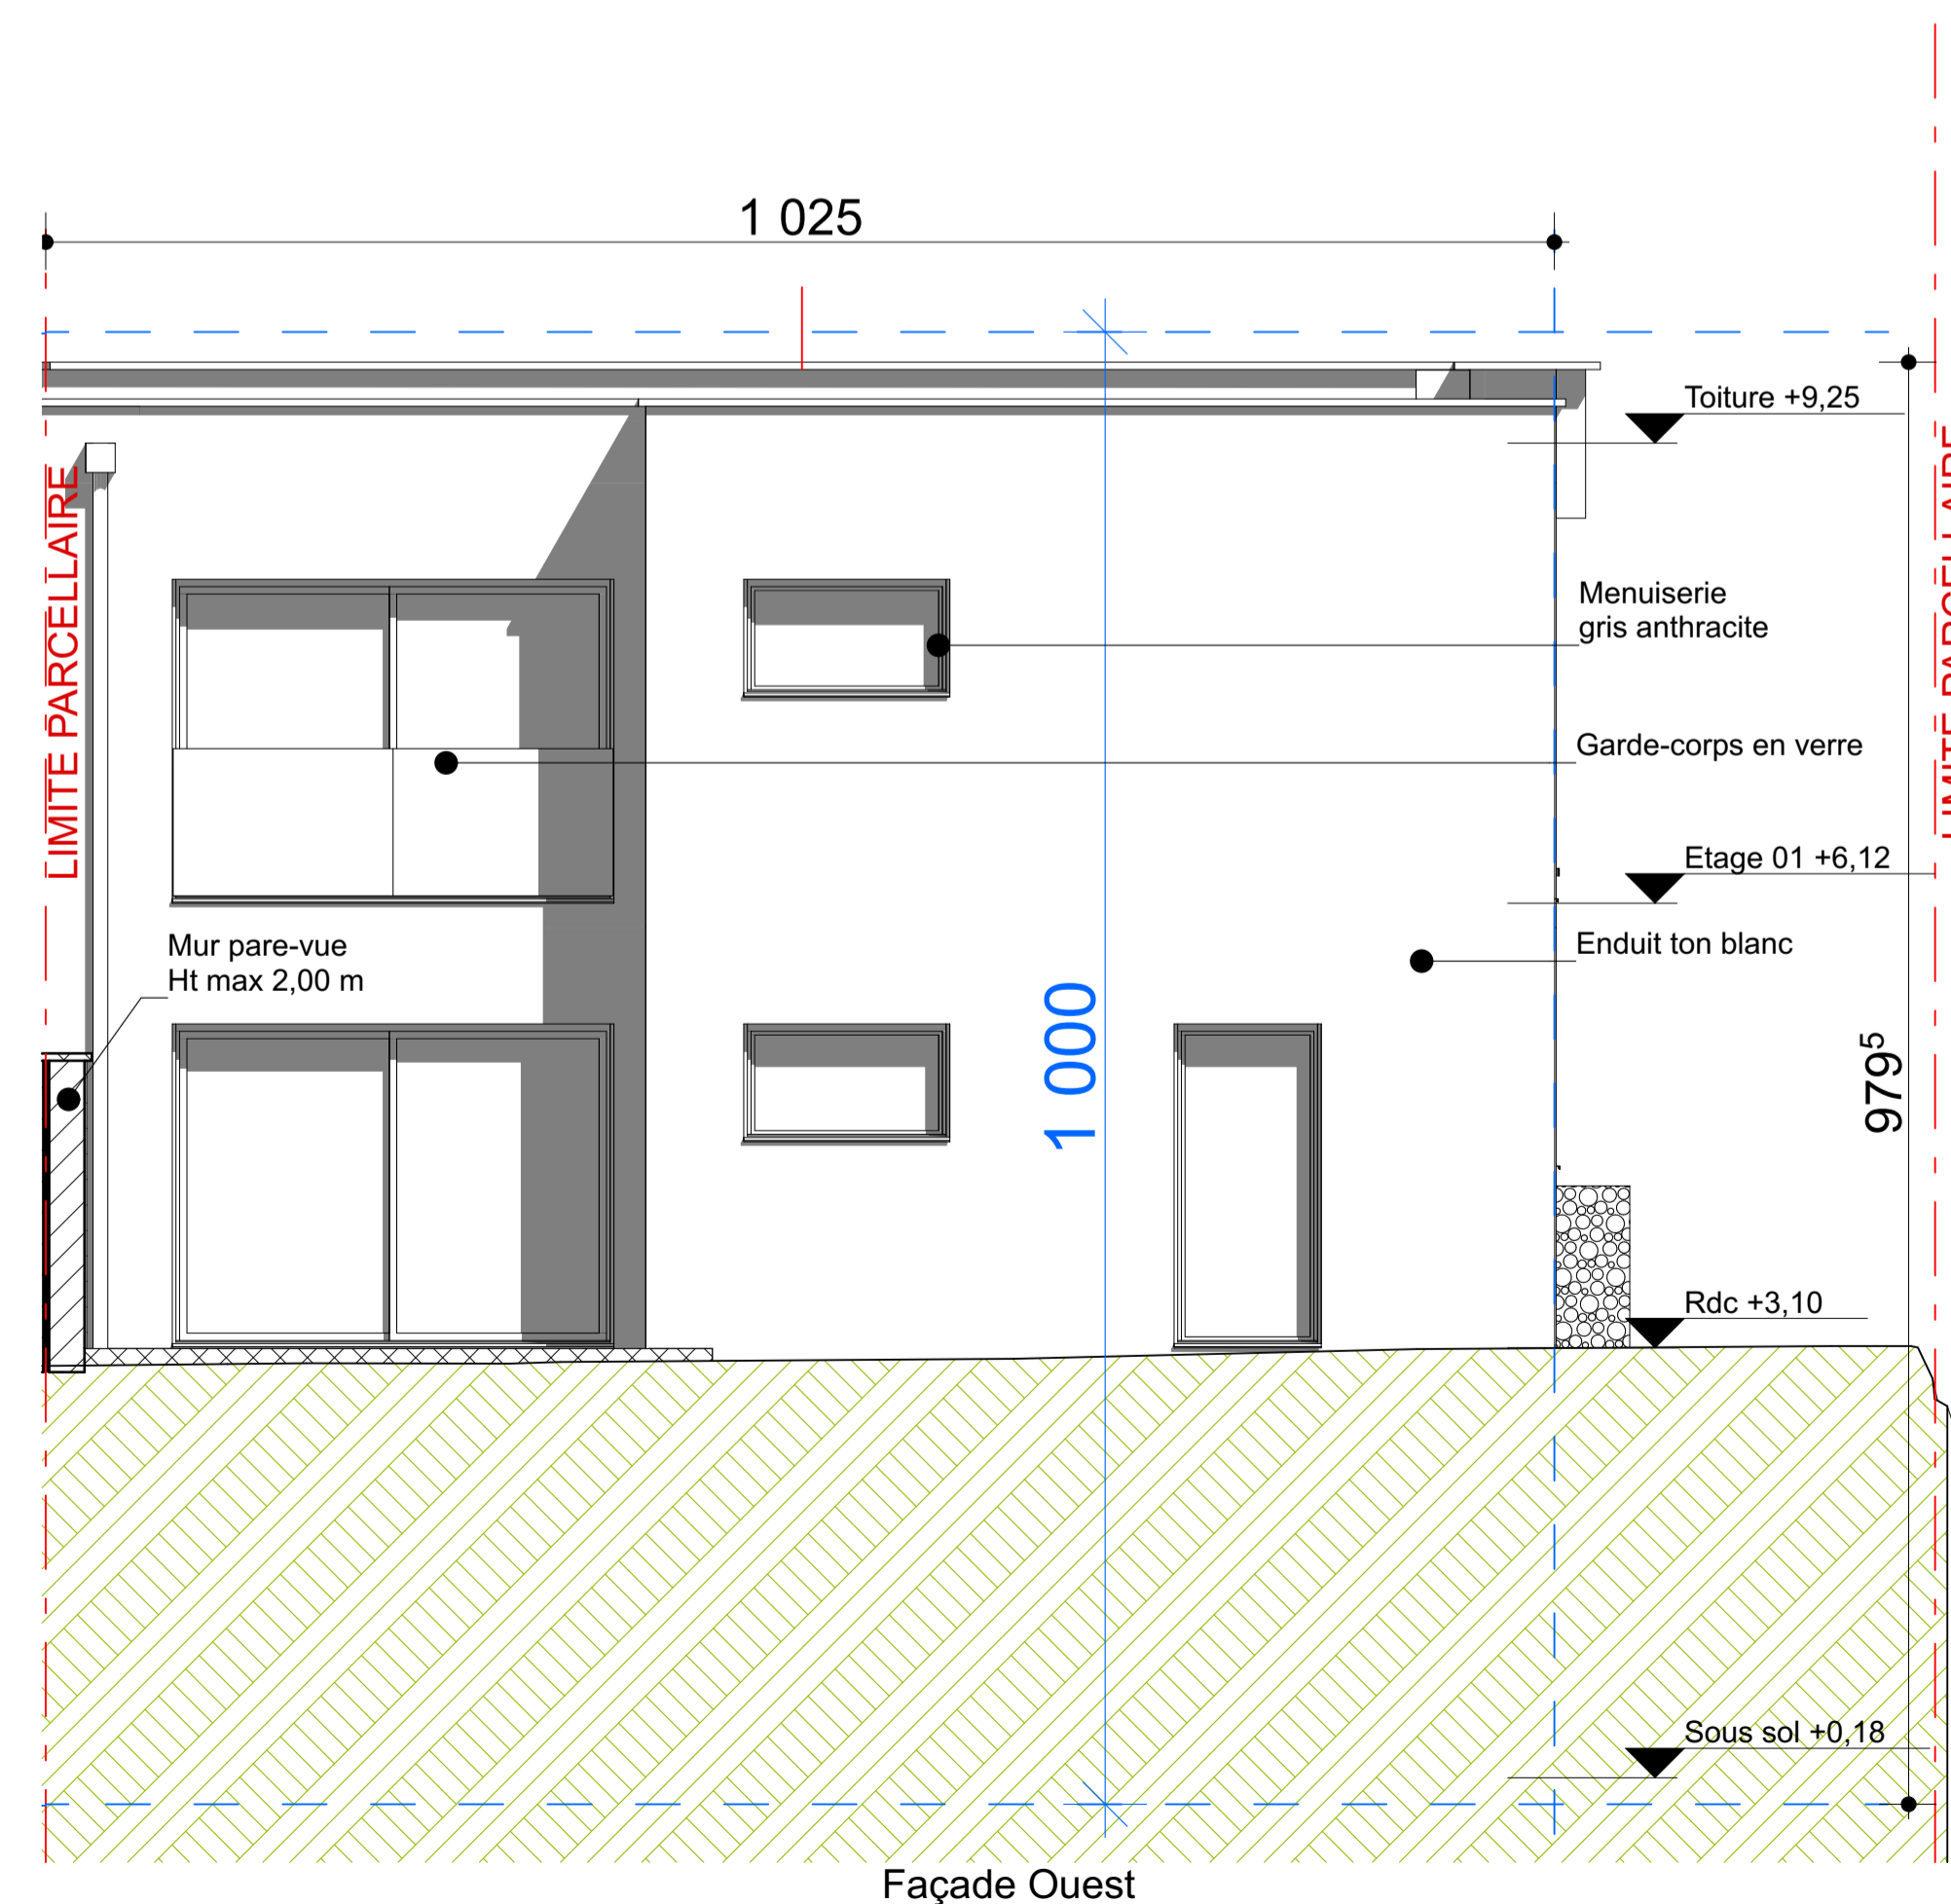 1 025
Toiture +9,25
LIMITE PARCELLAIRE
LIMITE PARCELLAIRE
Menuiserie
gris anthracite
Garde-corps en verre
Etage 01 +6,12
Mur pare-vue
Ht max 2,00 m
Enduit ton blanc
1 000
979⁵
Rdc +3,10
Sous sol +0,18
Façade Ouest